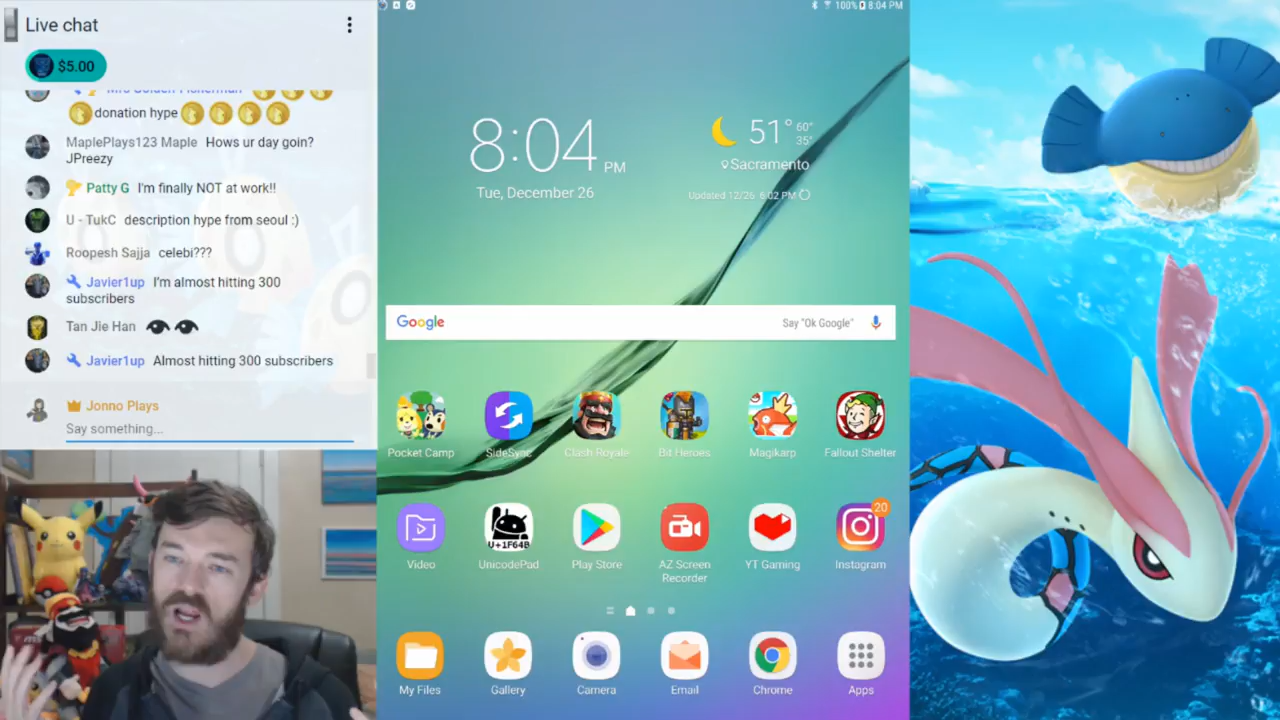 Live chat
$5.00
Mrs Golden Fisherman
donation hype
MaplePlays123 Maple Hows ur day goin?
JPreezy
Patty G I'm finally NOT at work!!
U - TukC description hype from seoul :)
Roopesh Sajja celebi???
Javier1up I'm almost hitting 300
subscribers
Tan Jie Han
Javier1up Almost hitting 300 subscribers
Jonno Plays
Say something...
100% 8:04 PM
8:04 PM
Tue, December 26
51° 60°
35°
Sacramento
Updated 12/26 6:02 PM
Google Say "Ok Google"
Pocket Camp SideSync Clash Royale Bit Heroes Magikarp Fallout Shelter
U+1F64B
20
Video UnicodePad Play Store AZ Screen Recorder YT Gaming Instagram
My Files Gallery Camera Email Chrome Apps